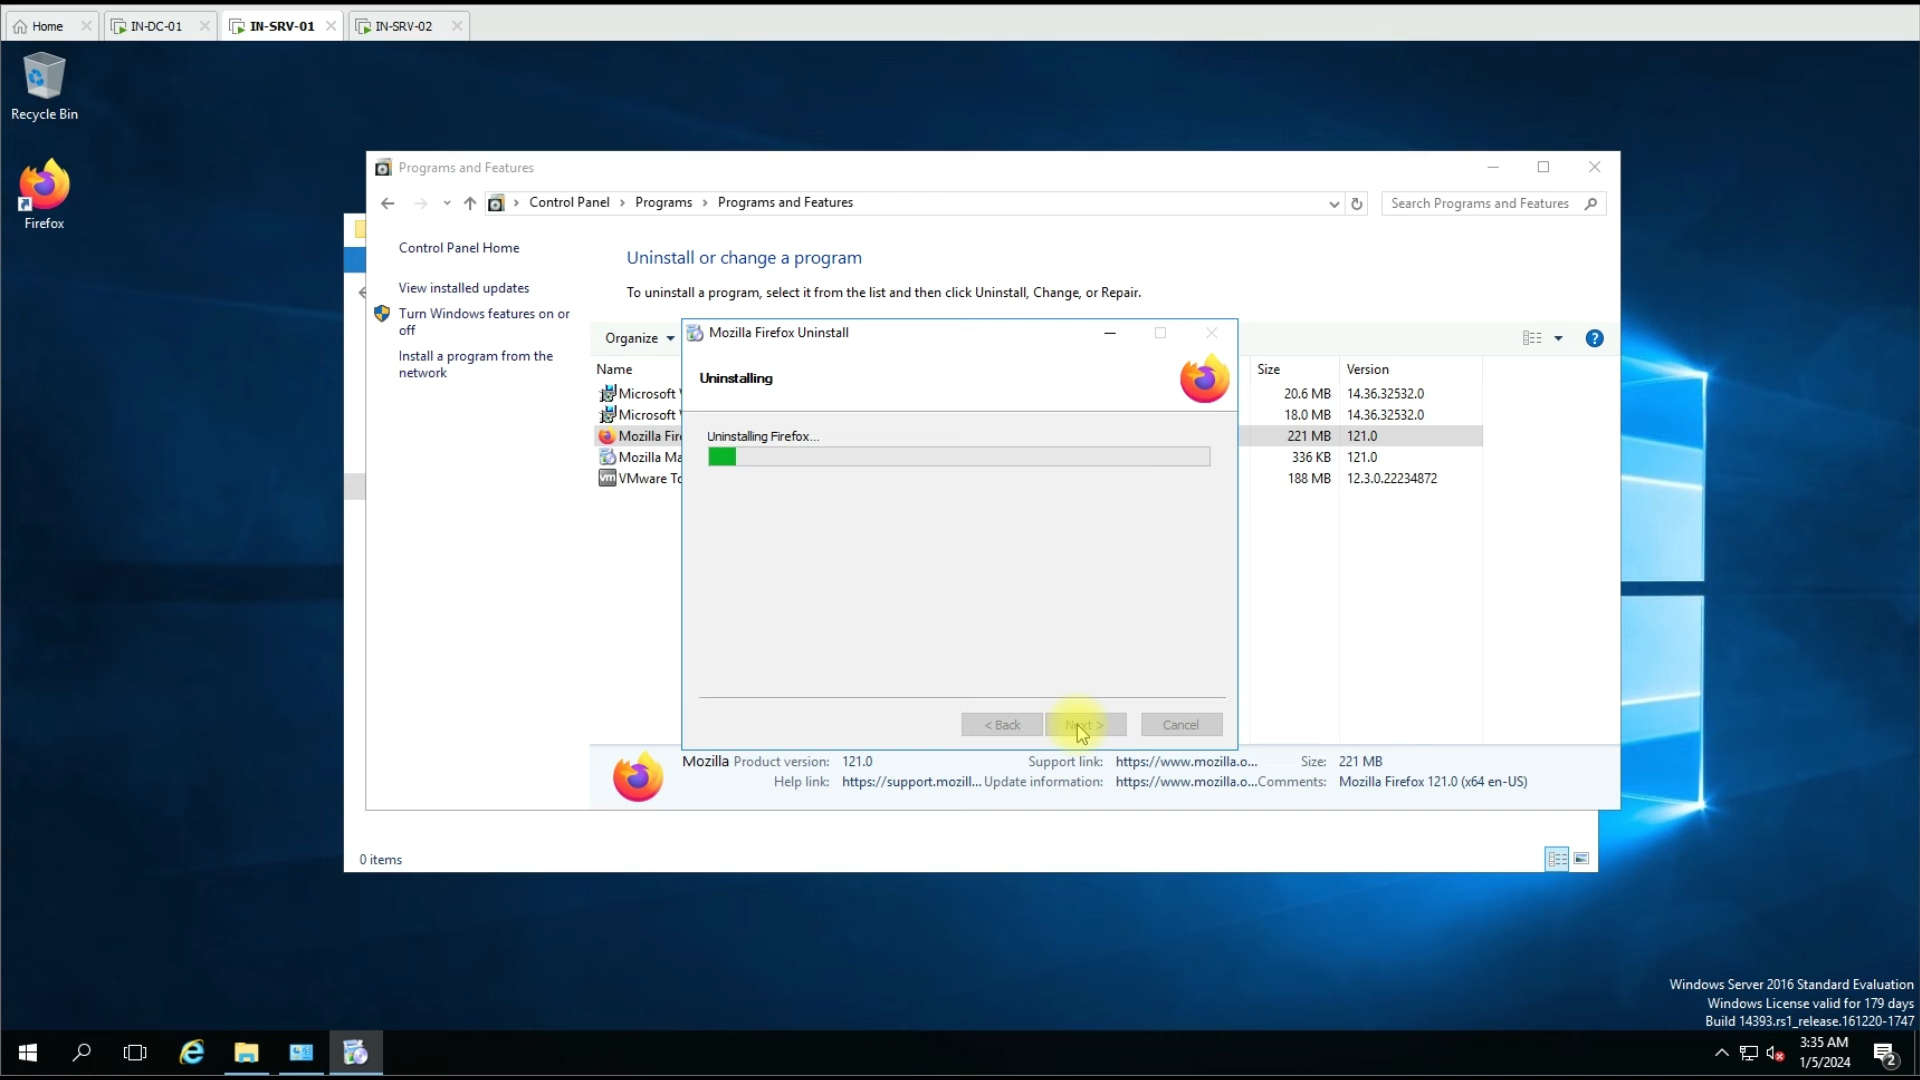 Home
IN-DC-01
IN-SRV-01
IN-SRV-02
Recycle Bin
Firefox
Programs and Features
Control Panel
Programs
Programs and Features
Search Programs and Features
Control Panel Home
View installed updates
Turn Windows features on or
off
Install a program from the
network
Uninstall or change a program
To uninstall a program, select it from the list and then click Uninstall, Change, or Repair.
Organize
Name
Size
Version
Microsoft
20.6 MB
14.36.32532.0
Microsoft
18.0 MB
14.36.32532.0
Mozilla Fire
221 MB
121.0
Mozilla Ma
336 KB
121.0
VMware To
188 MB
12.3.0.22234872
Mozilla Firefox Uninstall
Uninstalling
Uninstalling Firefox...
< Back
Next >
Cancel
Mozilla Product version: 121.0 Support link: https://www.mozilla.o... Size: 221 MB
Help link: https://support.mozill... Update information: https://www.mozilla.o... Comments: Mozilla Firefox 121.0 (x64 en-US)
0 items
Windows Server 2016 Standard Evaluation
Windows License valid for 179 days
Build 14393.rs1_release.161220-1747
3:35 AM
1/5/2024
2